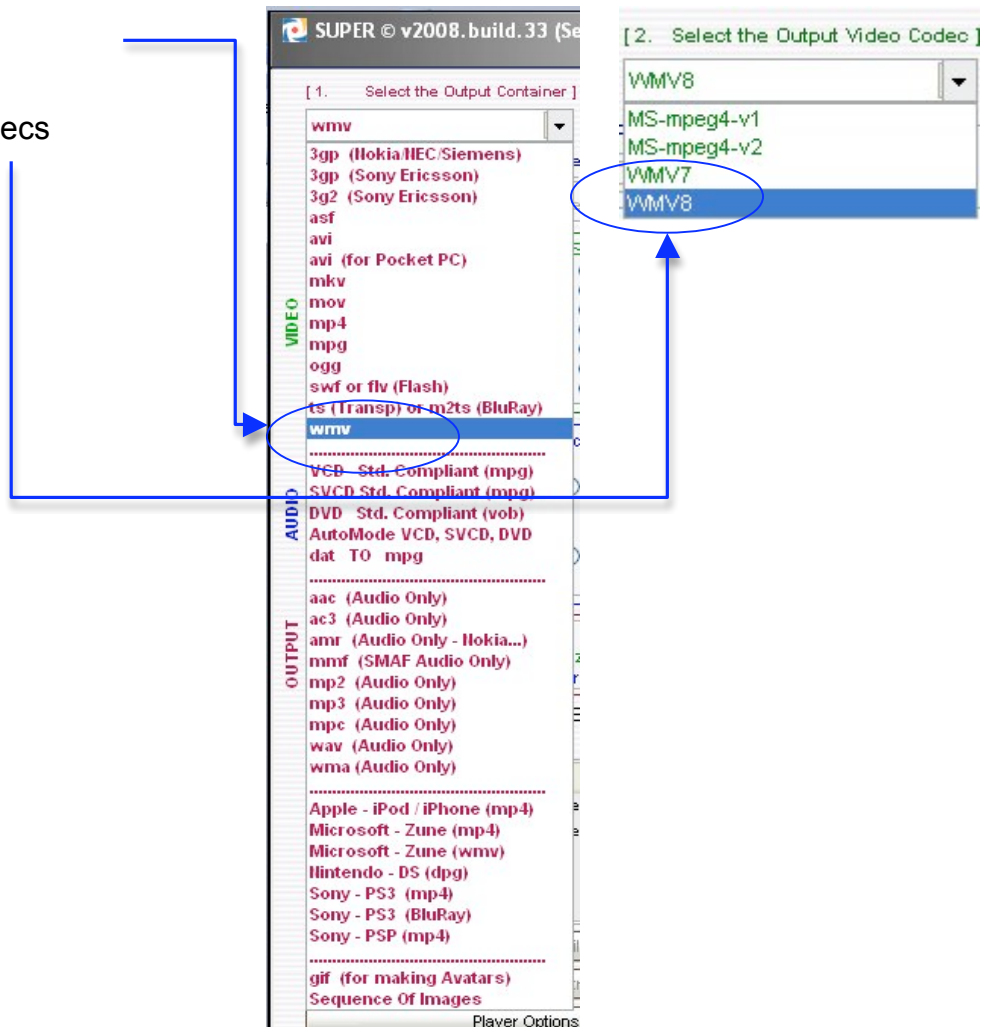 SUPER © v2008.build.33 (Se
[ 1. Select the Output Container ]
wmv
3gp (Nokia/NEC/Siemens)
3gp (Sony Ericsson)
3g2 (Sony Ericsson)
asf
avi
avi (for Pocket PC)
mkv
mov
mp4
mpg
ogg
swf or flv (Flash)
ts (Transp) or m2ts (BluRay)
wmv
VCD Std. Compliant (mpg)
SVCD Std. Compliant (mpg)
DVD Std. Compliant (vob)
AutoMode VCD, SVCD, DVD
dat TO mpg
aac (Audio Only)
ac3 (Audio Only)
amr (Audio Only - Nokia...)
mmf (SMAF Audio Only)
mp2 (Audio Only)
mp3 (Audio Only)
mpc (Audio Only)
wav (Audio Only)
wma (Audio Only)
Apple - iPod / iPhone (mp4)
Microsoft - Zune (mp4)
Microsoft - Zune (wmv)
Nintendo - DS (dpg)
Sony - PS3 (mp4)
Sony - PS3 (BluRay)
Sony - PSP (mp4)
gif (for making Avatars)
Sequence Of Images
Player Options
ecs
VIDEO
AUDIO
OUTPUT
[ 2. Select the Output Video Codec ]
WMV8
MS-mpeg4-v1
MS-mpeg4-v2
WMV7
WMV8